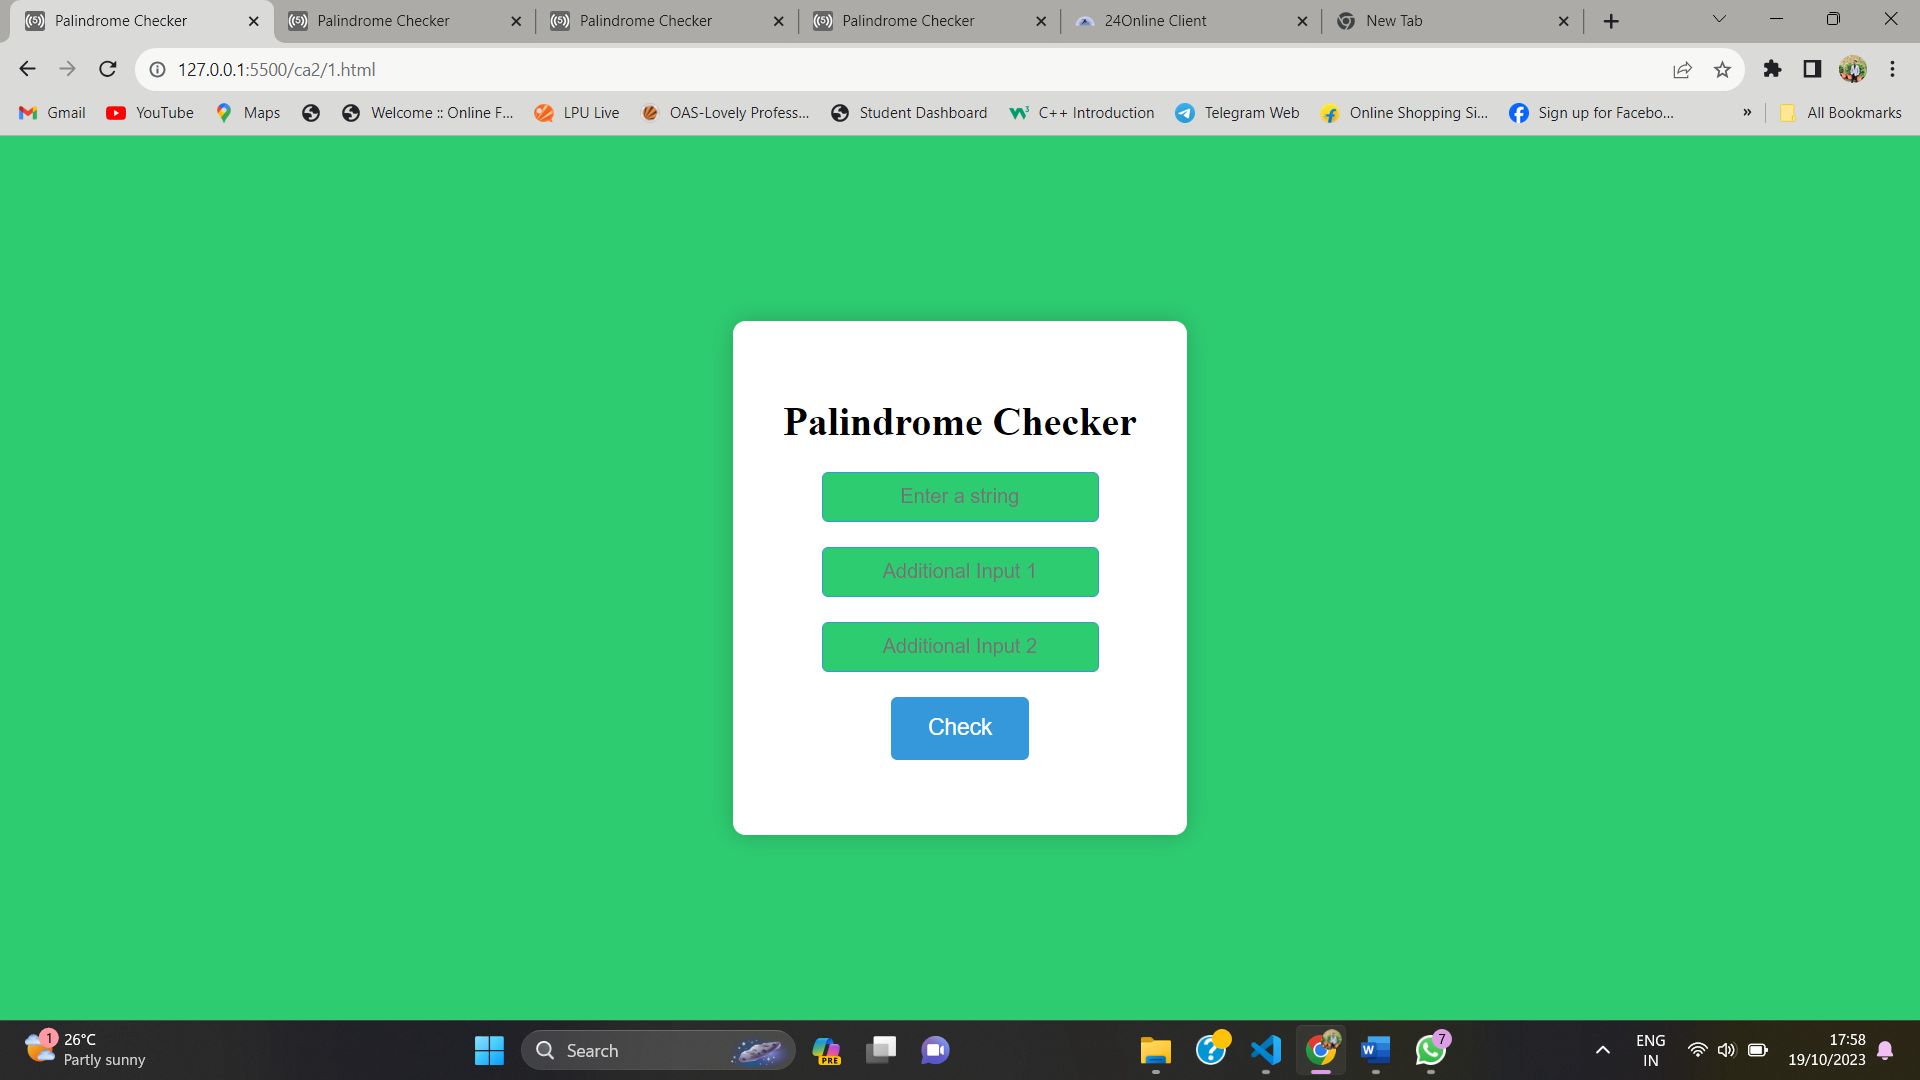 Palindrome Checker
Palindrome Checker
Palindrome Checker
Palindrome Checker
24Online Client
New Tab
127.0.0.1:5500/ca2/1.html
Gmail
YouTube
Maps
Welcome :: Online F...
LPU Live
OAS-Lovely Profess...
Student Dashboard
C++ Introduction
Telegram Web
Online Shopping Si...
Sign up for Facebo...
»
All Bookmarks
Palindrome Checker
Enter a string
Additional Input 1
Additional Input 2
Check
1
26°C
Partly sunny
Search
PRE
7
ENG
IN
17:58
19/10/2023